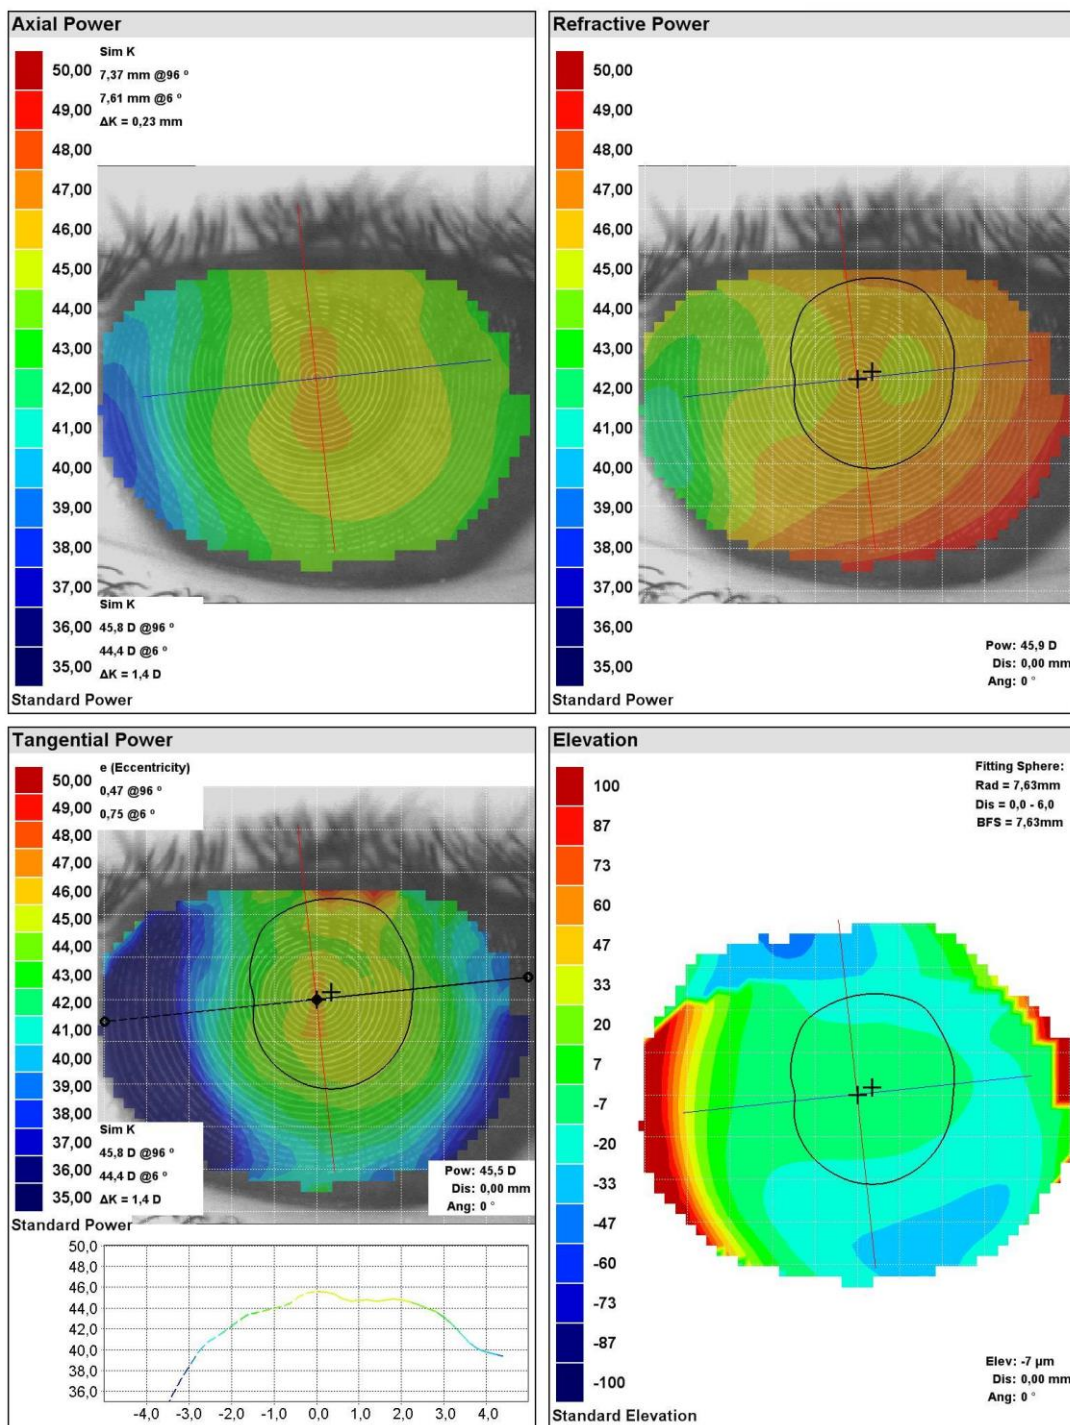 Axial Power
Sim K
7,37 mm @96 º
7,61 mm @6 º
ΔK = 0,23 mm
50,00
49,00
48,00
47,00
46,00
45,00
44,00
43,00
42,00
41,00
40,00
39,00
38,00
37,00
36,00
35,00
Sim K
45,8 D @96 º
44,4 D @6 º
ΔK = 1,4 D
Standard Power
Refractive Power
50,00
49,00
48,00
47,00
46,00
45,00
44,00
43,00
42,00
41,00
40,00
39,00
38,00
37,00
36,00
35,00
Pow: 45,9 D
Dis: 0,00 mm
Ang: 0 °
Standard Power
Tangential Power
e (Eccentricity)
0,47 @96 º
0,75 @6 º
50,00
49,00
48,00
47,00
46,00
45,00
44,00
43,00
42,00
41,00
40,00
39,00
38,00
37,00
36,00
35,00
Sim K
45,8 D @96 º
44,4 D @6 º
ΔK = 1,4 D
Pow: 45,5 D
Dis: 0,00 mm
Ang: 0 °
Standard Power
50,0
48,0
46,0
44,0
42,0
40,0
38,0
36,0
-4,0 -3,0 -2,0 -1,0 0,0 1,0 2,0 3,0 4,0
Elevation
Fitting Sphere:
Rad = 7,63mm
Dis = 0,0 - 6,0
BFS = 7,63mm
100
87
73
60
47
33
20
7
-7
-20
-33
-47
-60
-73
-87
-100
Elev: -7 µm
Dis: 0,00 mm
Ang: 0 °
Standard Elevation